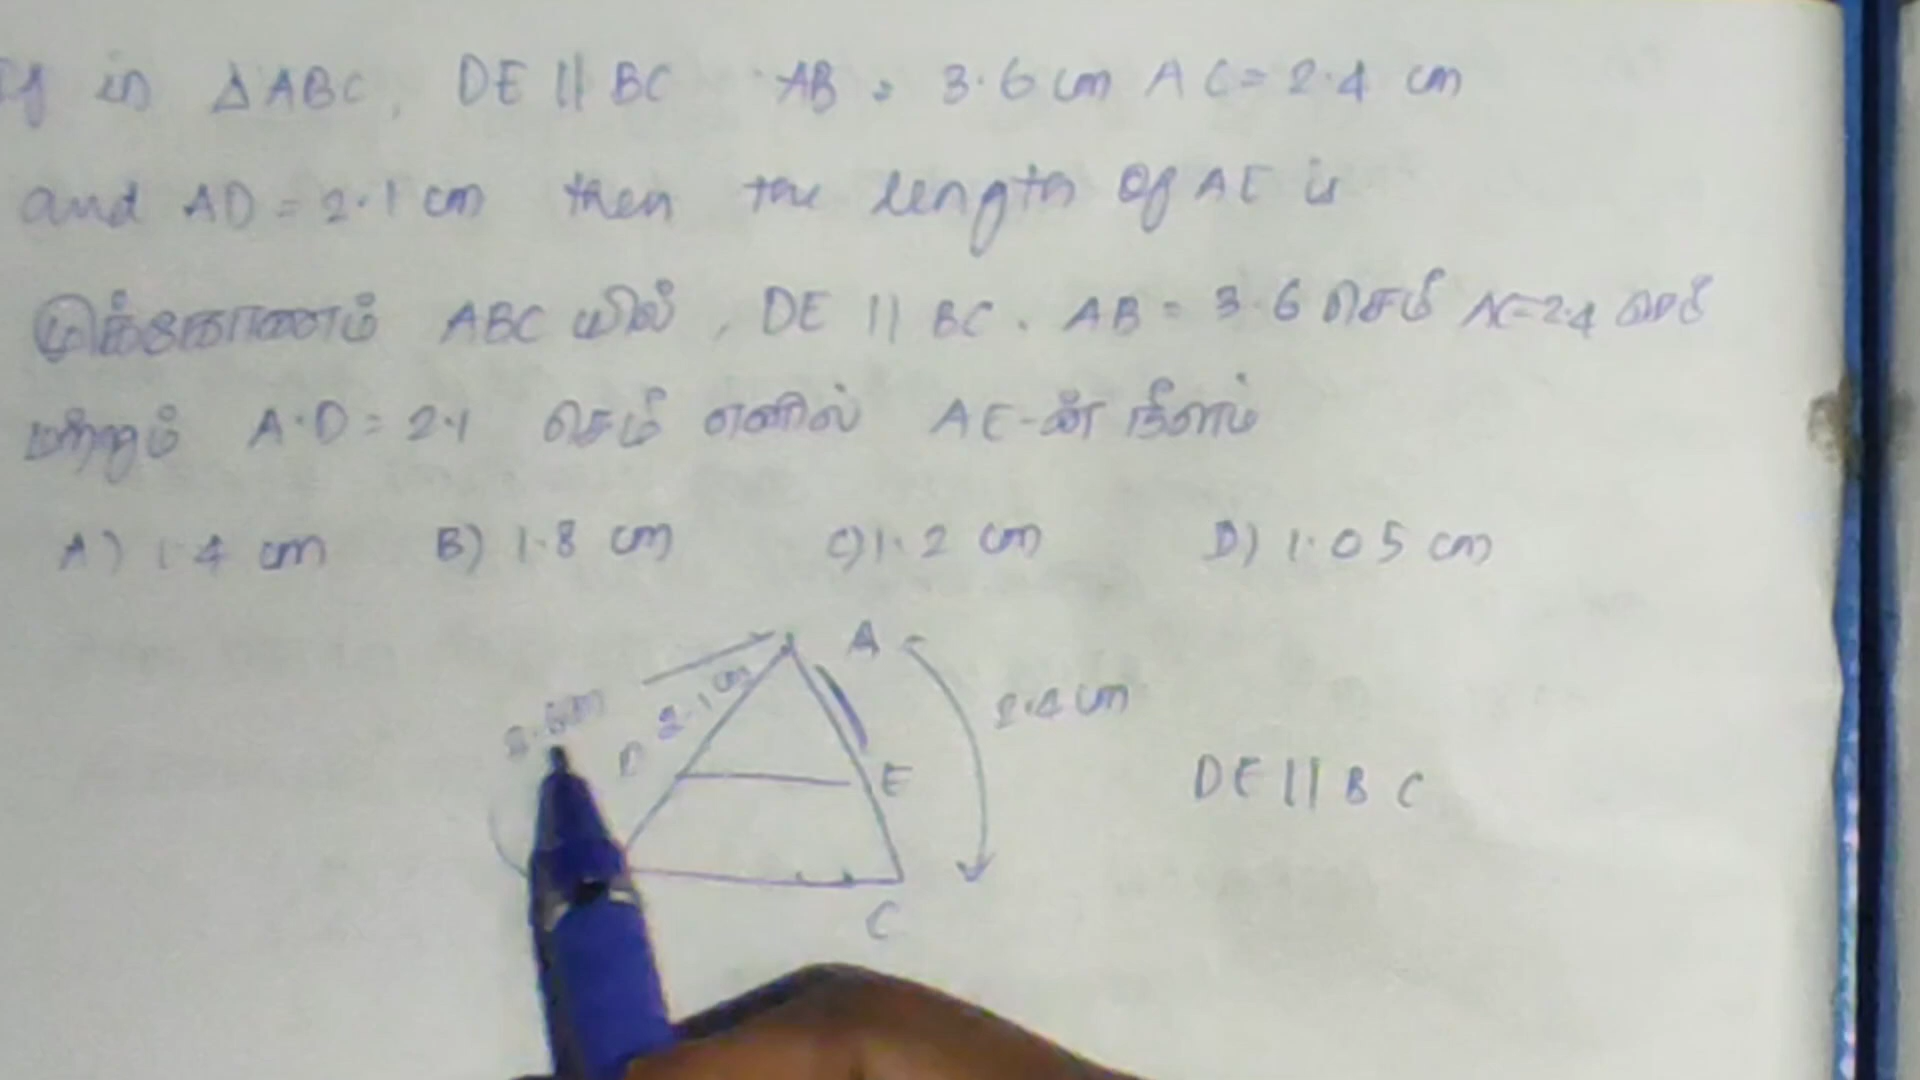 If in ΔABC, DE || BC AB = 3.6 cm AC = 2.4 cm
and AD = 2.1 cm then the length of AE is
முக்கோணம் ABC யில், DE || BC. AB = 3.6 செமீ AC=2.4 செமீ
மற்றும் A.D = 2.1 செமீ எனில் AE-ன் நீளம்
A) 1.4 cm B) 1.8 cm C) 1.2 cm D) 1.05 cm
A
2.1 cm
2.4 cm
D
E
DE || B C
C